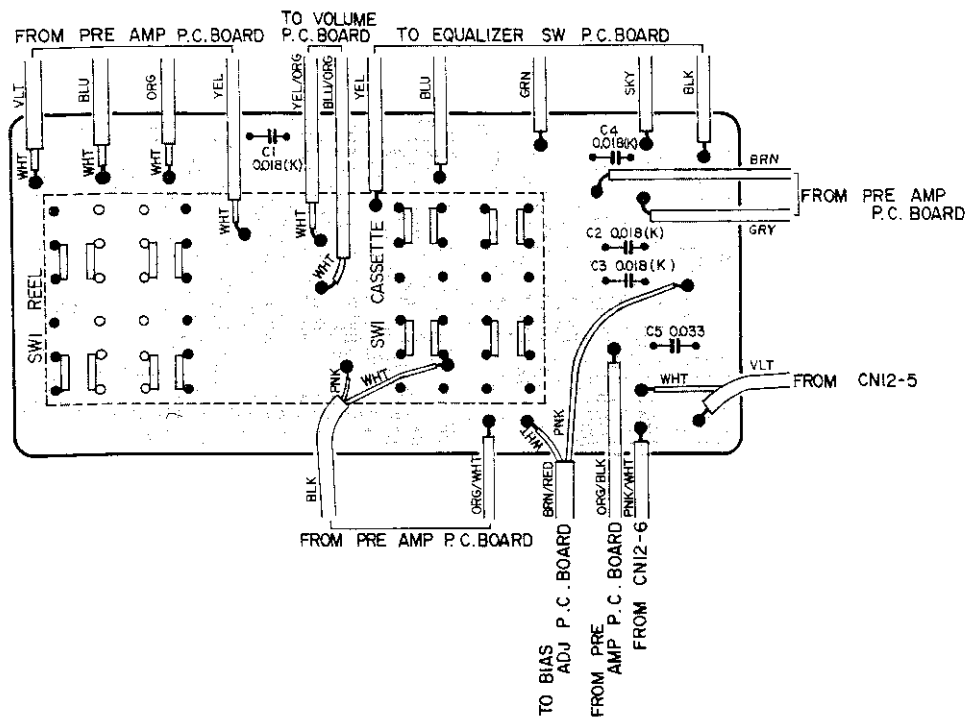 FROM PRE AMP P.C.BOARD
TO VOLUME
P.C.BOARD
TO EQUALIZER SW P.C.BOARD
VLT
BLU
ORG
YEL
YEL/ORG
BLU/ORG
YEL
BLU
GRN
SKY
BLK
WHT
WHT
WHT
WHT
WHT
WHT
C1
0.018(K)
C4
0.018(K)
BRN
FROM PRE AMP
P.C.BOARD
GRY
C2 0.018(K)
C3 0.018(K)
SW1 REEL
SW1 CASSETTE
C5 0.033
PNK
WHT
WHT
VLT
FROM CN12-5
WHT
PNK
BLK
ORG/WHT
BRN/RED
ORG/BLK
PNK/WHT
FROM PRE AMP P.C.BOARD
TO BIAS
ADJ P.C.BOARD
FROM PRE
AMP P.C.BOARD
FROM CN12-6